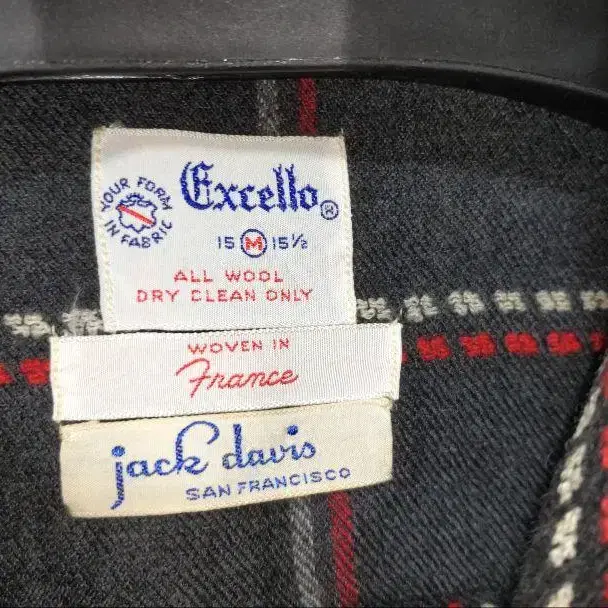 YOUR FORM
IN FABRIC
Excello®
15 M 15½
ALL WOOL
DRY CLEAN ONLY
WOVEN IN
France
jack davis
SAN FRANCISCO